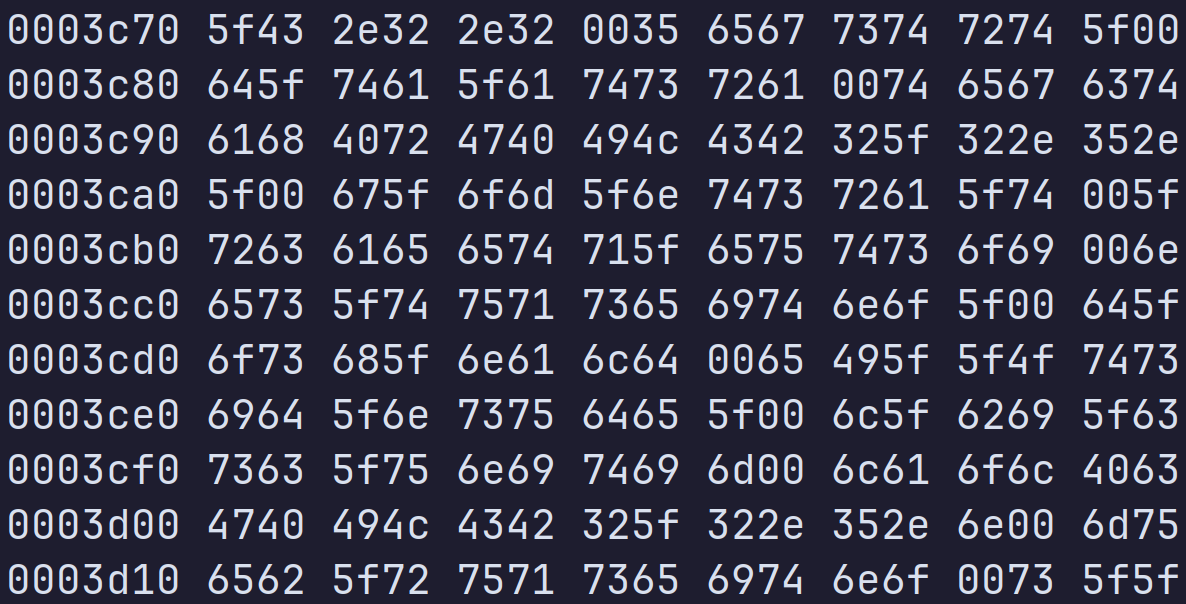 0003c70 5f43 2e32 2e32 0035 6567 7374 7274 5f00
0003c80 645f 7461 5f61 7473 7261 0074 6567 6374
0003c90 6168 4072 4740 494c 4342 325f 322e 352e
0003ca0 5f00 675f 6f6d 5f6e 7473 7261 5f74 005f
0003cb0 7263 6165 6574 715f 6575 7473 6f69 006e
0003cc0 6573 5f74 7571 7365 6974 6e6f 5f00 645f
0003cd0 6f73 685f 6e61 6c64 0065 495f 5f4f 7473
0003ce0 6964 5f6e 7375 6465 5f00 6c5f 6269 5f63
0003cf0 7363 5f75 6e69 7469 6d00 6c61 6f6c 4063
0003d00 4740 494c 4342 325f 322e 352e 6e00 6d75
0003d10 6562 5f72 7571 7365 6974 6e6f 0073 5f5f